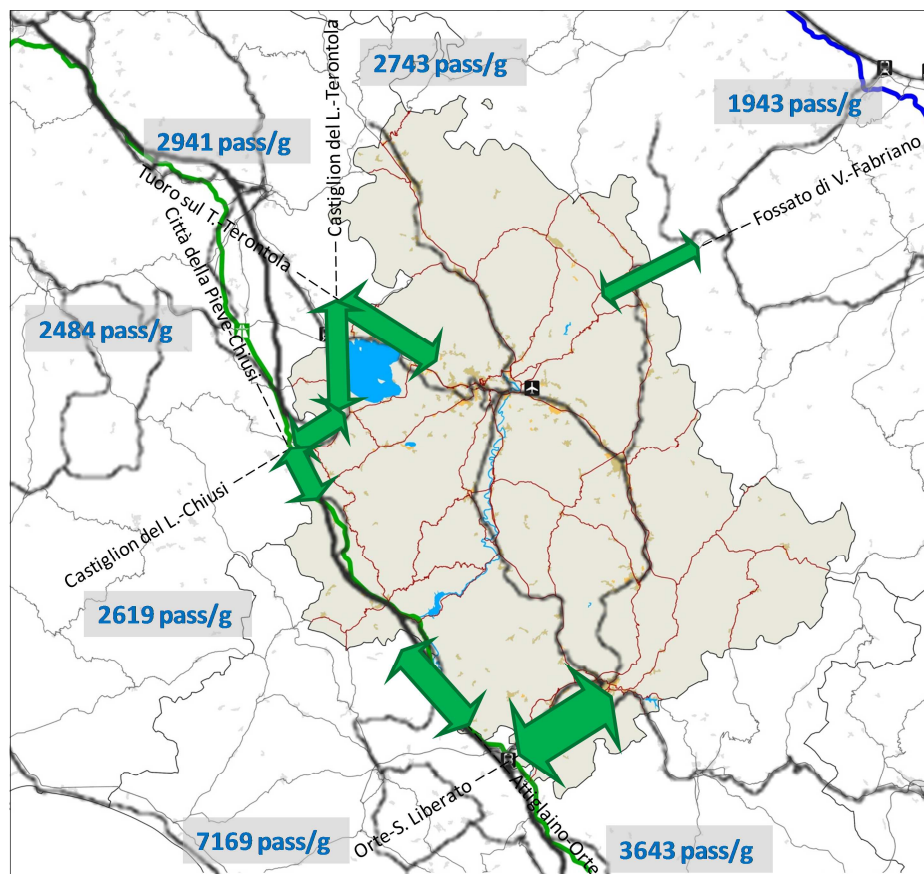 2743 pass/g
1943 pass/g
2941 pass/g
Castiglion del L.-Terontola
Tuoro sul T.-Terontola
Fossato di V.-Fabriano
Città della Pieve-Chiusi
2484 pass/g
Castiglion del L.-Chiusi
2619 pass/g
Orte-S. Liberato
Attiglaino-Orte
7169 pass/g
3643 pass/g